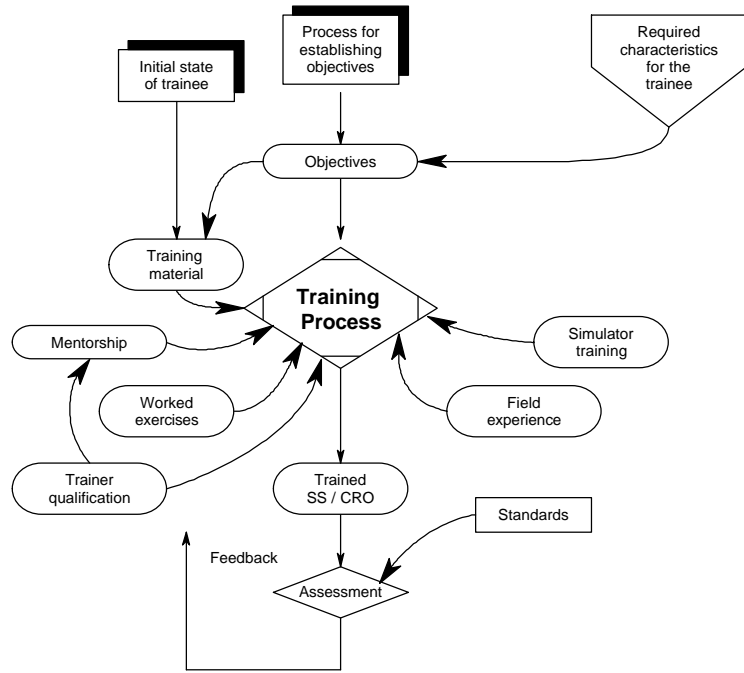 Process for
establishing
objectives
Required
characteristics
for the
trainee
Initial state
of trainee
Objectives
Training
material
Training
Process
Mentorship
Simulator
training
Worked
exercises
Field
experience
Trainer
qualification
Trained
SS / CRO
Standards
Feedback
Assessment